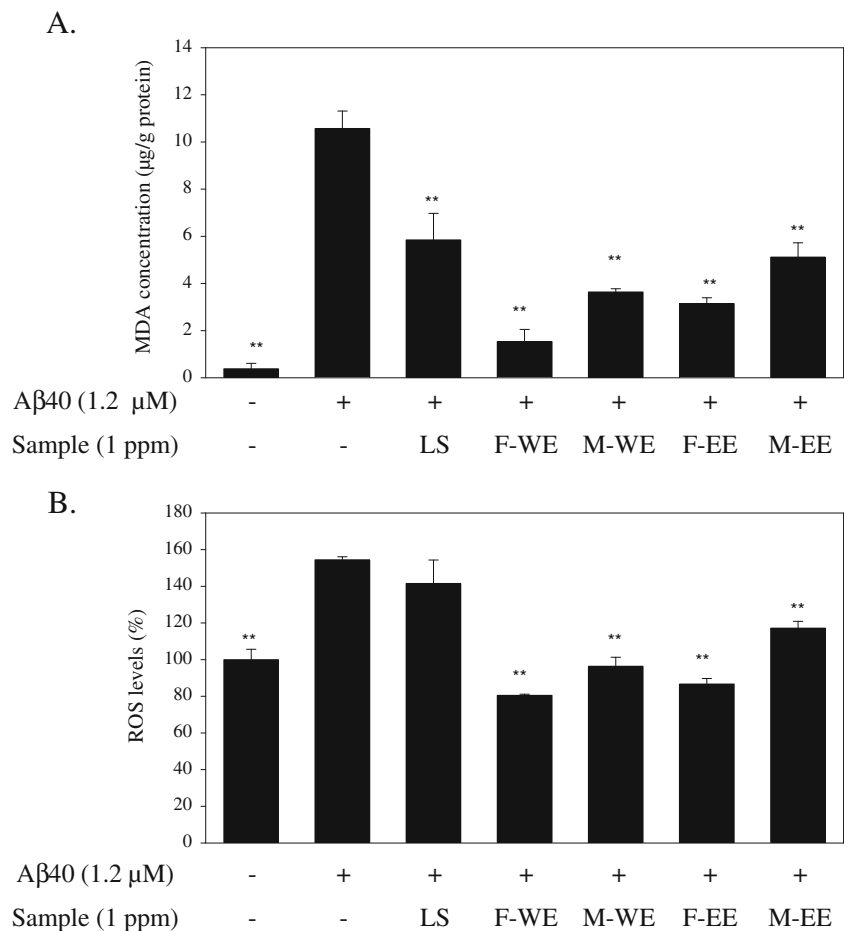 A.
MDA concentration (μg/g protein)
14
12
10
8
6
4
2
0
** ** ** ** ** **
Aβ40 (1.2 μM) - + + + + + +
Sample (1 ppm) - - LS F-WE M-WE F-EE M-EE
B.
ROS levels (%)
180
160
140
120
100
80
60
40
20
0
** ** ** ** **
Aβ40 (1.2 μM) - + + + + + +
Sample (1 ppm) - - LS F-WE M-WE F-EE M-EE